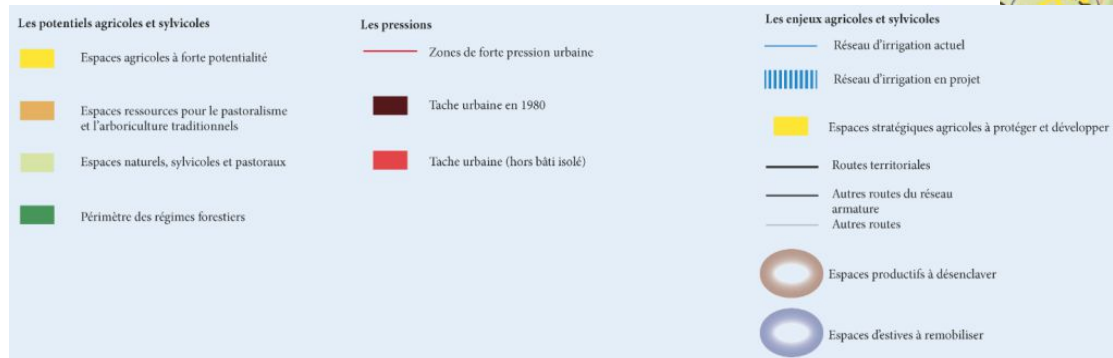 Les potentiels agricoles et sylvicoles
Espaces agricoles à forte potentialité
Espaces ressources pour le pastoralisme
et l'arboriculture traditionnels
Espaces naturels, sylvicoles et pastoraux
Périmètre des régimes forestiers
Les pressions
Zones de forte pression urbaine
Tache urbaine en 1980
Tache urbaine (hors bâti isolé)
Les enjeux agricoles et sylvicoles
Réseau d'irrigation actuel
Réseau d'irrigation en projet
Espaces stratégiques agricoles à protéger et développer
Routes territoriales
Autres routes du réseau
armature
Autres routes
Espaces productifs à désenclaver
Espaces d'estives à remobiliser